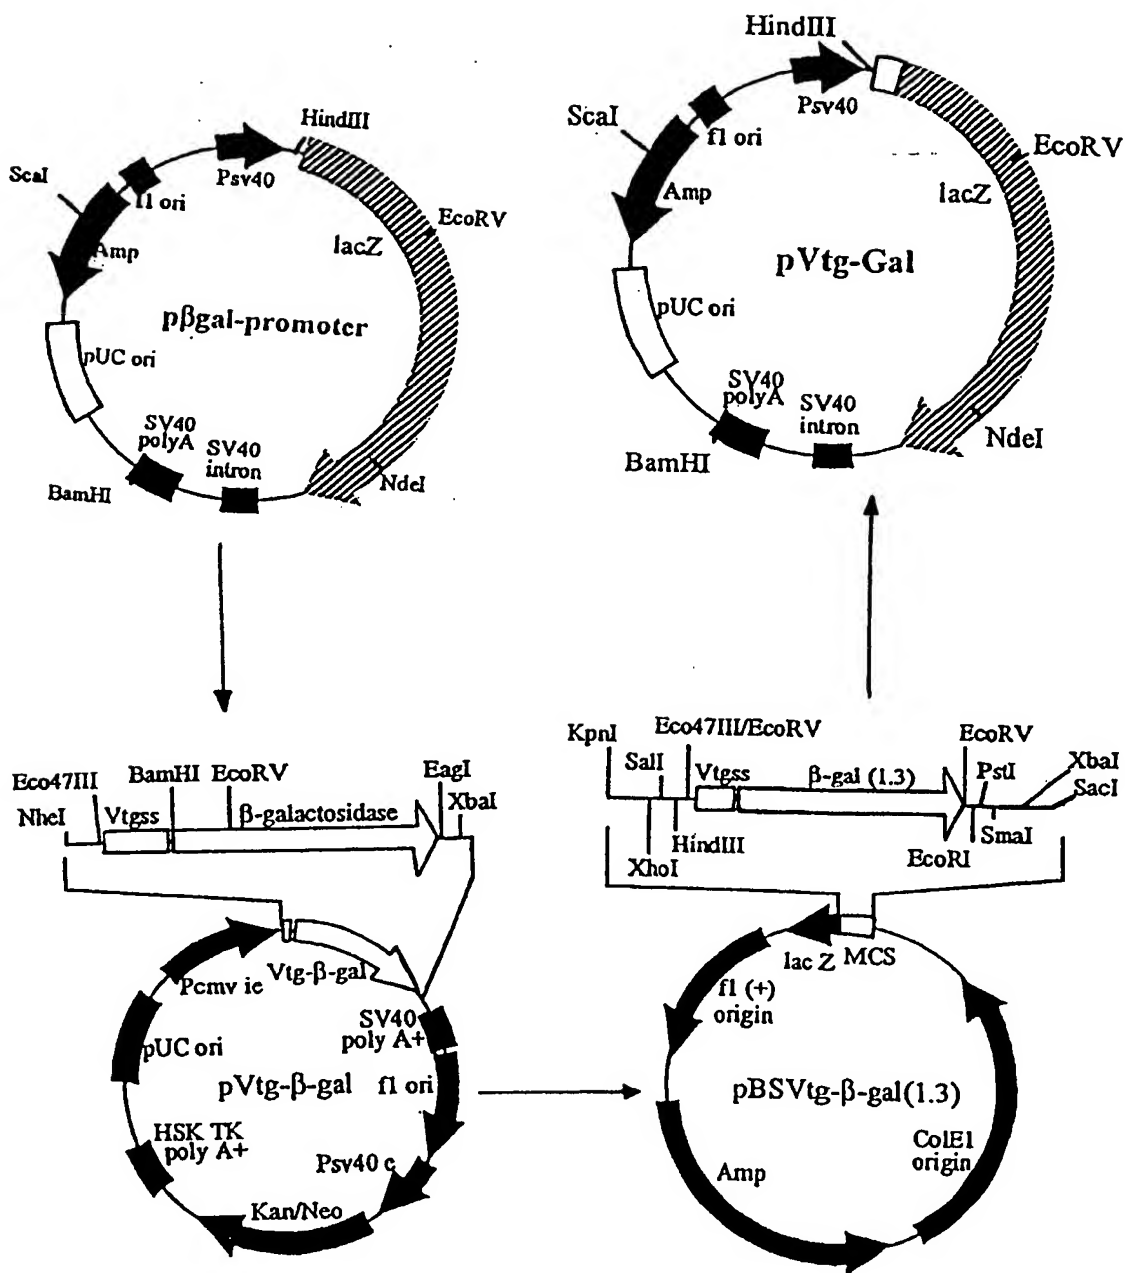 HindIII
ScaI
f1 ori
Psv40
EcoRV
lacZ
Amp
pβgal-promoter
pUC ori
SV40
polyA
SV40
intron
BamHI
NdeI
HindIII
ScaI
f1 ori
Psv40
EcoRV
lacZ
Amp
pVtg-Gal
pUC ori
SV40
polyA
SV40
intron
BamHI
NdeI
Eco47III
BamHI
EcoRV
EagI
NheI
Vtgss
β-galactosidase
XbaI
Pcmv ie
Vtg-β-gal
SV40
poly A+
pUC ori
pVtg-β-gal
f1 ori
HSK TK
poly A+
Psv40 e
Kan/Neo
KpnI
Eco47III/EcoRV
EcoRV
SalI
Vtgss
β-gal (1.3)
PstI
XbaI
SacI
HindIII
XhoI
EcoRI
SmaI
lac Z
MCS
f1 (+)
origin
pBSVtg-β-gal(1.3)
ColE1
origin
Amp